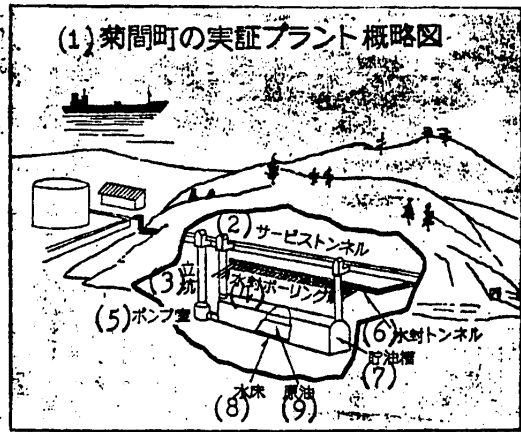 (1) 菊間町の実証プラント概略図
(2) サービストンネル
(3) 立坑
(4) 水封ボーリング
(5) ポンプ室
(6) 水封トンネル
貯油槽
(7)
水床
(8)
原油
(9)